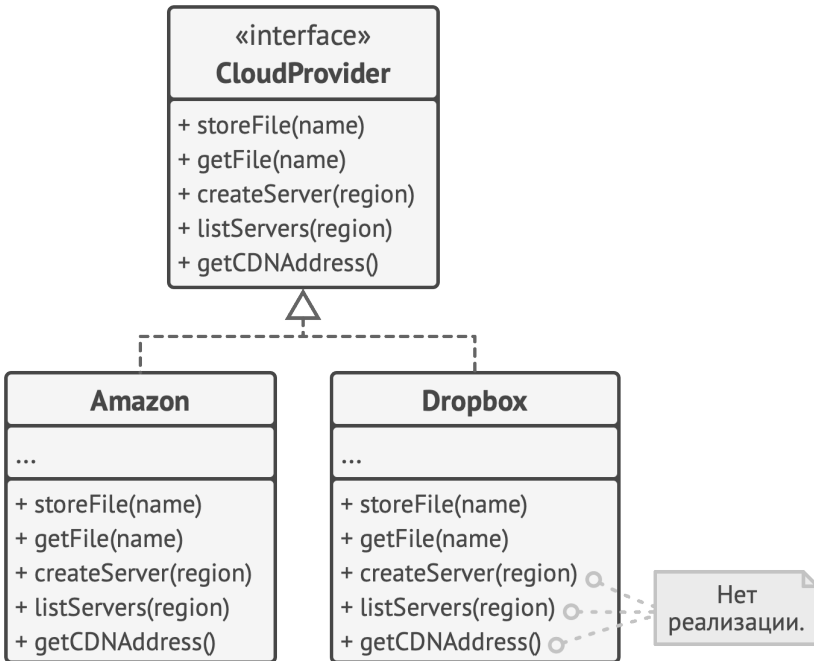 «interface»
CloudProvider
+ storeFile(name)
+ getFile(name)
+ createServer(region)
+ listServers(region)
+ getCDNAddress()
Amazon
...
+ storeFile(name)
+ getFile(name)
+ createServer(region)
+ listServers(region)
+ getCDNAddress()
Dropbox
...
+ storeFile(name)
+ getFile(name)
+ createServer(region)
+ listServers(region)
+ getCDNAddress()
Нет
реализации.